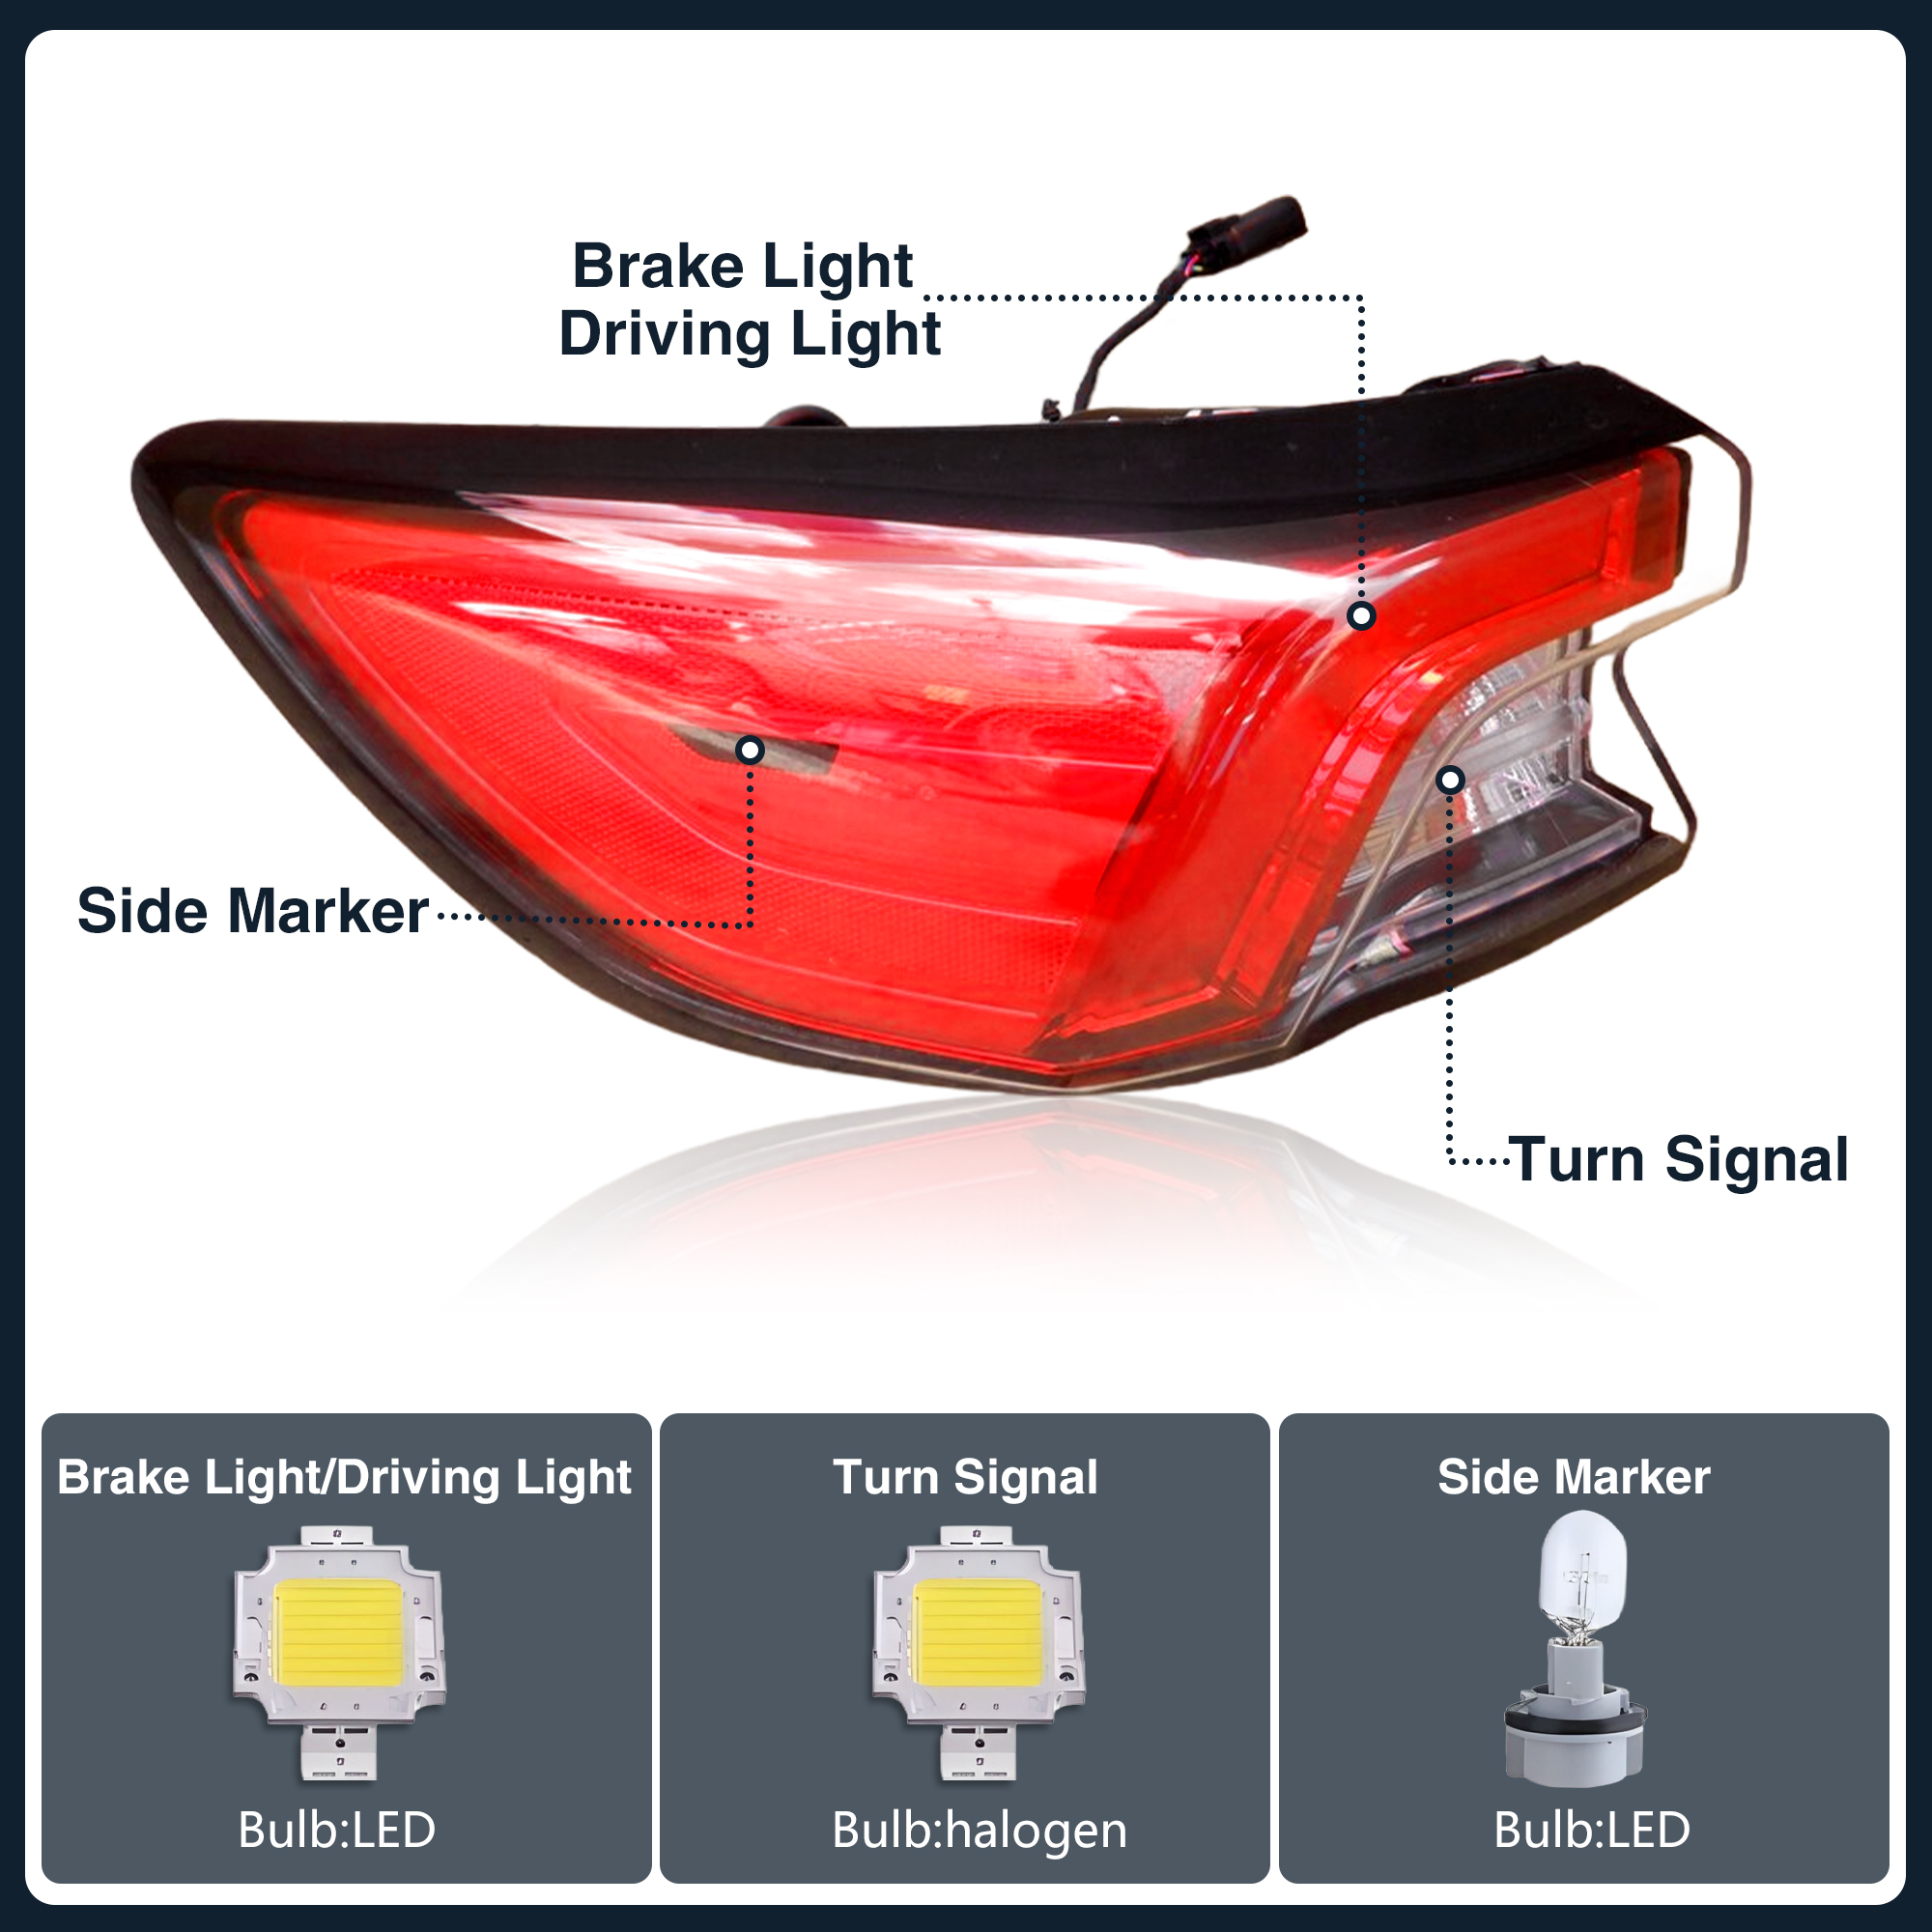 Brake Light
Driving Light
Side Marker
Turn Signal
Brake Light/Driving Light
Turn Signal
Side Marker
Bulb:LED
Bulb:halogen
Bulb:LED